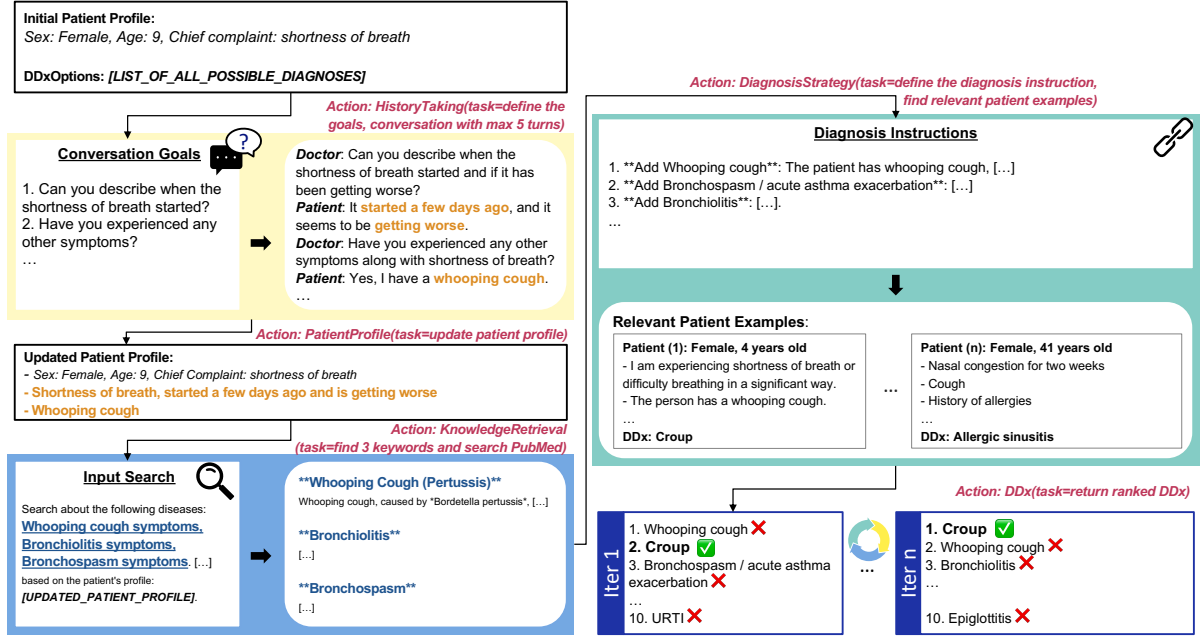 Initial Patient Profile:
Sex: Female, Age: 9, Chief complaint: shortness of breath
DDxOptions: [LIST_OF_ALL_POSSIBLE_DIAGNOSES]
Action: HistoryTaking(task=define the
goals, conversation with max 5 turns)
Conversation Goals
1. Can you describe when the
shortness of breath started?
2. Have you experienced any
other symptoms?
…
?
Doctor: Can you describe when the
shortness of breath started and if it has
been getting worse?
Patient: It started a few days ago, and it
seems to be getting worse.
Doctor: Have you experienced any other
symptoms along with shortness of breath?
Patient: Yes, I have a whooping cough.
…
Action: PatientProfile(task=update patient profile)
Updated Patient Profile:
- Sex: Female, Age: 9, Chief Complaint: shortness of breath
- Shortness of breath, started a few days ago and is getting worse
- Whooping cough
Action: KnowledgeRetrieval
(task=find 3 keywords and search PubMed)
Input Search
Search about the following diseases:
Whooping cough symptoms,
Bronchiolitis symptoms,
Bronchospasm symptoms. […]
based on the patient's profile:
[UPDATED_PATIENT_PROFILE].
**Whooping Cough (Pertussis)**
Whooping cough, caused by *Bordetella pertussis*, […]
**Bronchiolitis**
[…]
**Bronchospasm**
[…]
Action: DiagnosisStrategy(task=define the diagnosis instruction,
find relevant patient examples)
Diagnosis Instructions
1. **Add Whooping cough**: The patient has whooping cough, […]
2. **Add Bronchospasm / acute asthma exacerbation**: […]
3. **Add Bronchiolitis**: […].
…
Relevant Patient Examples:
Patient (1): Female, 4 years old
- I am experiencing shortness of breath or
difficulty breathing in a significant way.
- The person has a whooping cough.
…
DDx: Croup
…
Patient (n): Female, 41 years old
- Nasal congestion for two weeks
- Cough
- History of allergies
…
DDx: Allergic sinusitis
Action: DDx(task=return ranked DDx)
Iter 1
1. Whooping cough
2. Croup
3. Bronchospasm / acute asthma
exacerbation
…
10. URTI
…
Iter n
1. Croup
2. Whooping cough
3. Bronchiolitis
…
10. Epiglottitis